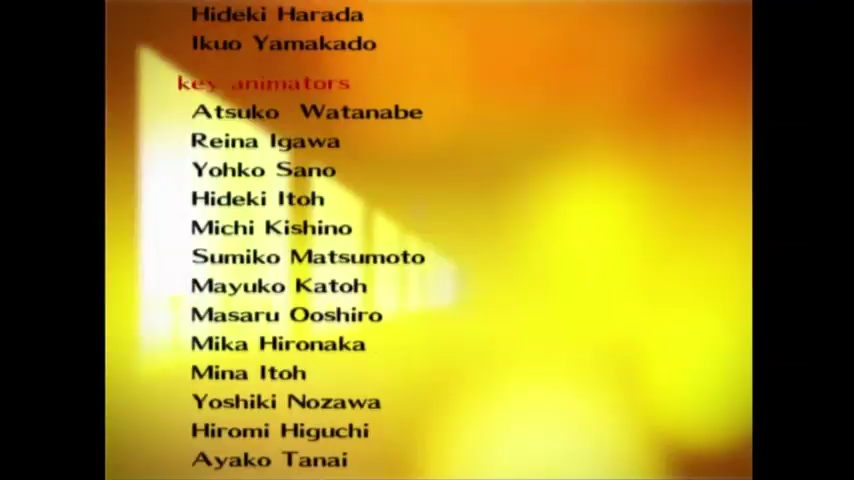 Hideki Harada
Ikuo Yamakado
key animators
Atsuko Watanabe
Reina Igawa
Yohko Sano
Hideki Itoh
Michi Kishino
Sumiko Matsumoto
Mayuko Katoh
Masaru Ooshiro
Mika Hironaka
Mina Itoh
Yoshiki Nozawa
Hiromi Higuchi
Ayako Tanai